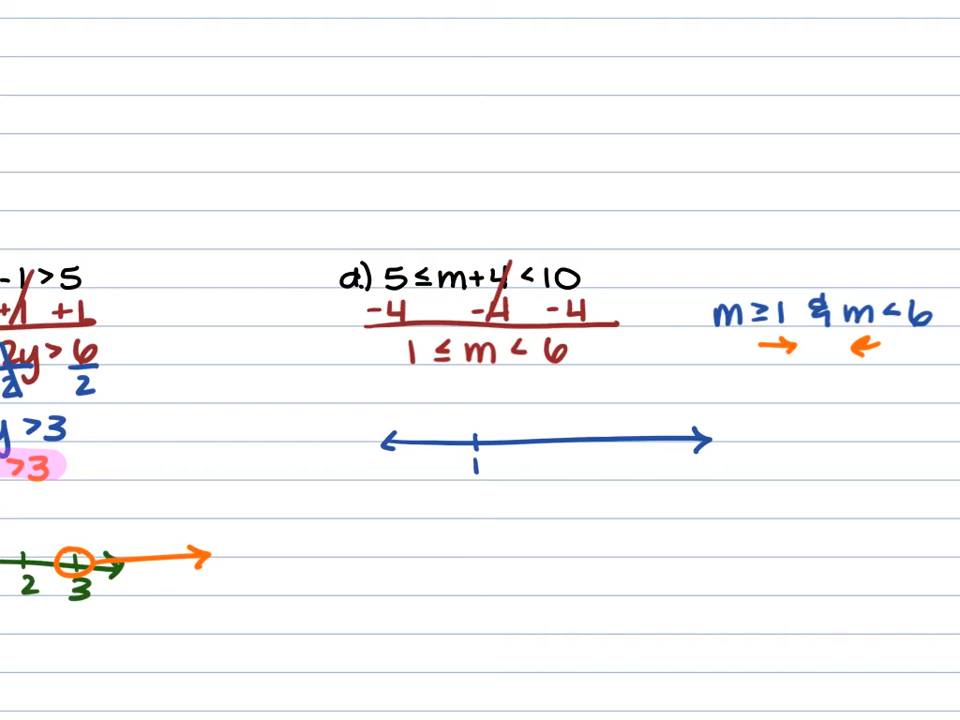 -1 > 5
+1 +1
2y > 6
2 2
y > 3
> 3
2 3
a.) 5 ≤ m+4 < 10
-4 -4 -4
1 ≤ m < 6
m ≥ 1 & m < 6
1